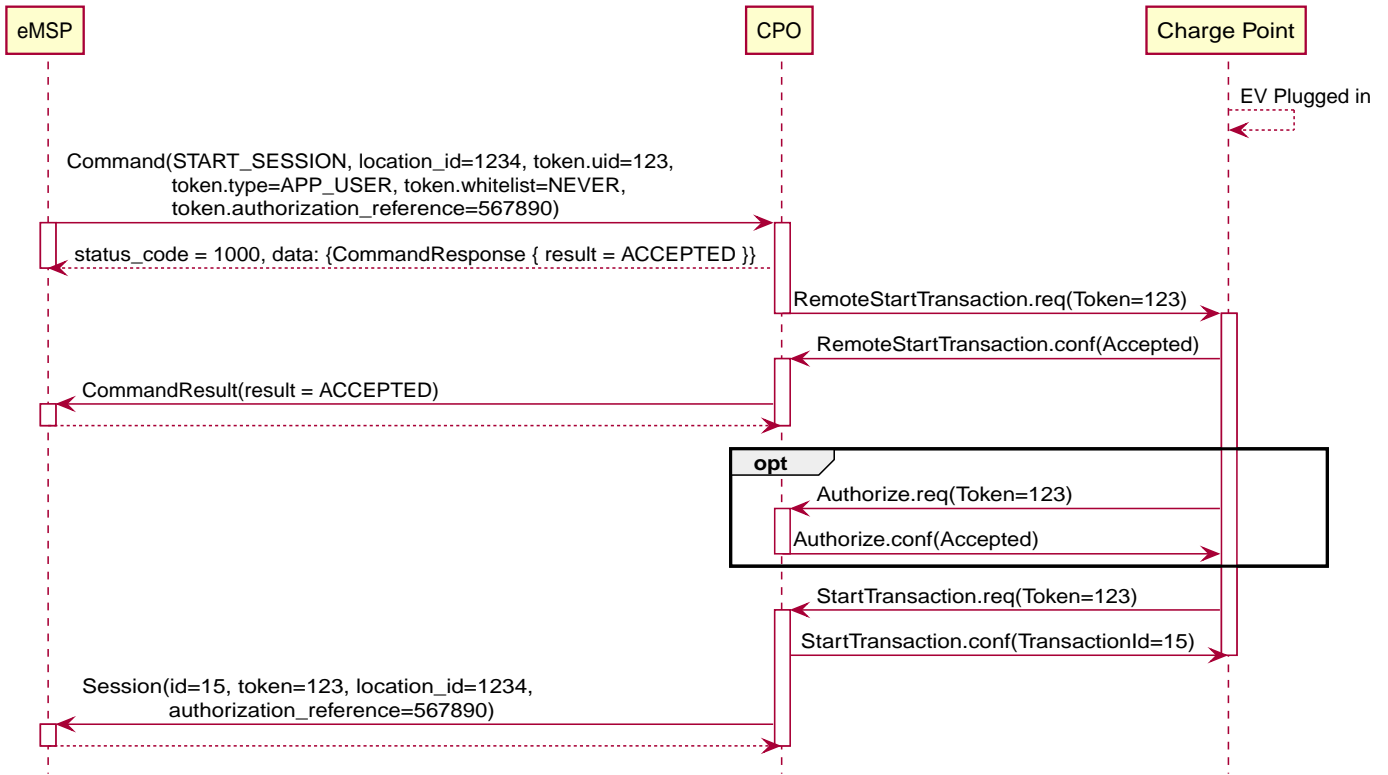 eMSP
CPO
Charge Point
EV Plugged in
Command(START_SESSION, location_id=1234, token.uid=123,
token.type=APP_USER, token.whitelist=NEVER,
token.authorization_reference=567890)
status_code = 1000, data: {CommandResponse { result = ACCEPTED }}
RemoteStartTransaction.req(Token=123)
RemoteStartTransaction.conf(Accepted)
CommandResult(result = ACCEPTED)
opt
Authorize.req(Token=123)
Authorize.conf(Accepted)
StartTransaction.req(Token=123)
StartTransaction.conf(TransactionId=15)
Session(id=15, token=123, location_id=1234,
authorization_reference=567890)